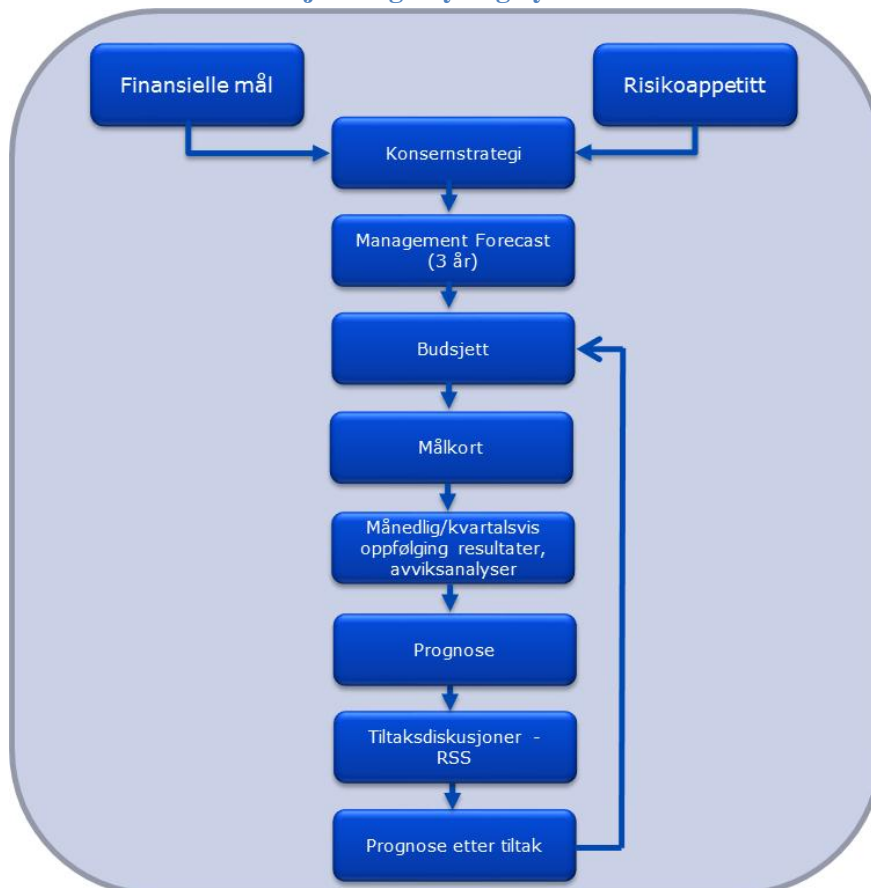 Finansielle mål
Risikoappetitt
Konsernstrategi
Management Forecast
(3 år)
Budsjett
Målkort
Månedlig/kvartalsvis
oppfølging resultater,
avviksanalyser
Prognose
Tiltaksdiskusjoner -
RSS
Prognose etter tiltak